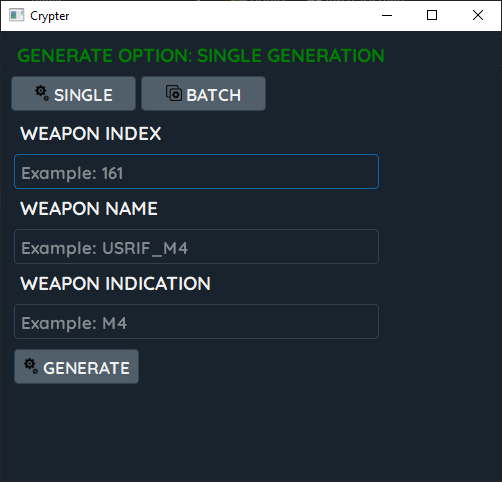 Crypter
GENERATE OPTION: SINGLE GENERATION
SINGLE BATCH
WEAPON INDEX
Example: 161
WEAPON NAME
Example: USRIF_M4
WEAPON INDICATION
Example: M4
GENERATE